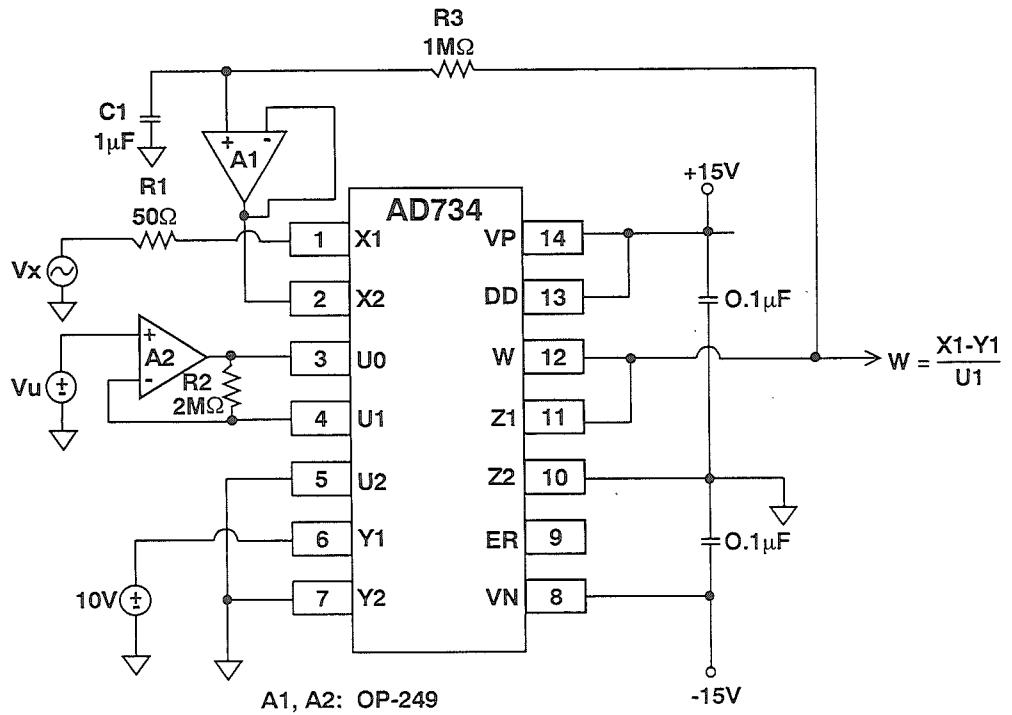 R3
1MΩ
C1
1μF
+ -
A1
R1
50Ω
+15V
AD734
1 X1
VP 14
Vx
2 X2
DD 13
0.1μF
+
A2
-
3 U0
W 12
W = X1-Y1
U1
Vu
±
R2
2MΩ
4 U1
Z1 11
5 U2
Z2 10
6 Y1
ER 9
0.1μF
10V
±
7 Y2
VN 8
-15V
A1, A2: OP-249